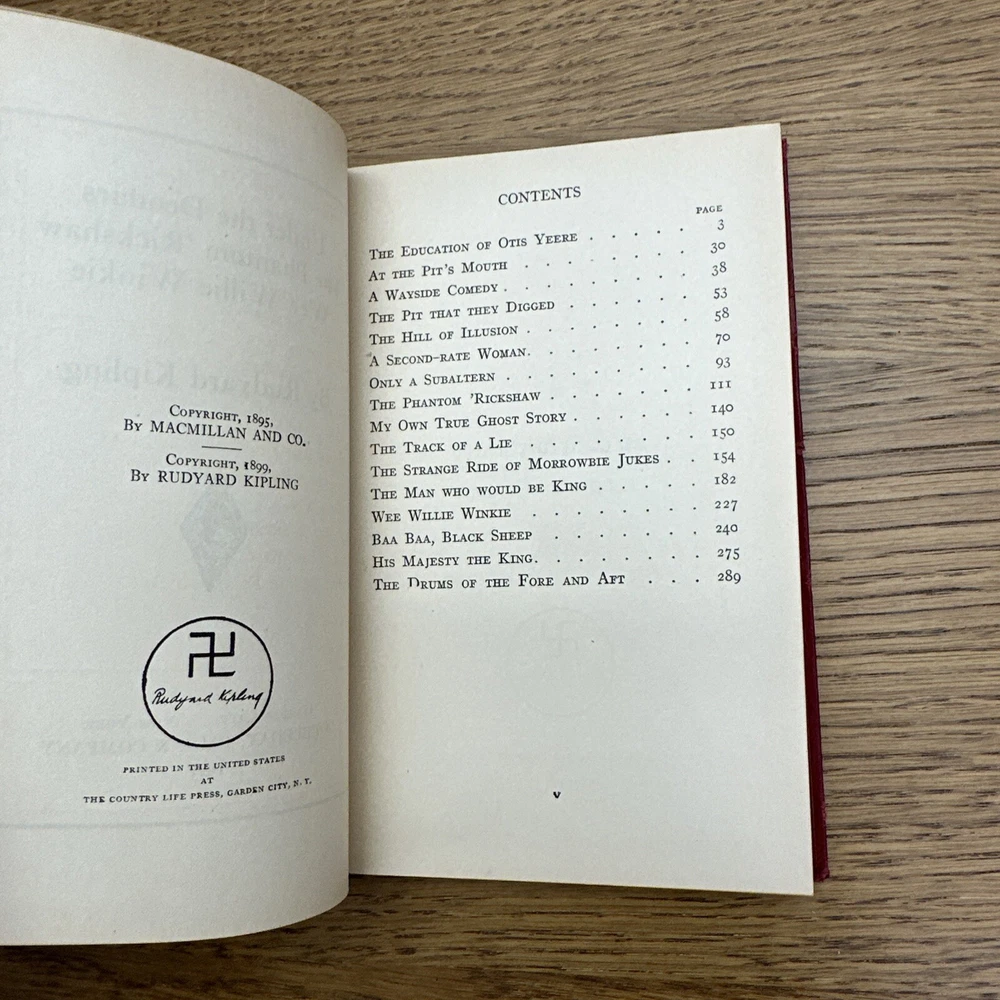 COPYRIGHT, 1895,
BY MACMILLAN AND CO.
COPYRIGHT, 1899,
BY RUDYARD KIPLING
卍
Rudyard Kipling
PRINTED IN THE UNITED STATES
AT
THE COUNTRY LIFE PRESS, GARDEN CITY, N. Y.
CONTENTS
PAGE
THE EDUCATION OF OTIS YEERE . . . . . 3
AT THE PIT'S MOUTH . . . . . . . 30
A WAYSIDE COMEDY . . . . . . . . 38
THE PIT THAT THEY DIGGED . . . . . 53
THE HILL OF ILLUSION . . . . . . . 58
A SECOND-RATE WOMAN . . . . . . . 70
ONLY A SUBALTERN . . . . . . . . 93
THE PHANTOM 'RICKSHAW . . . . . . 111
MY OWN TRUE GHOST STORY . . . . . 140
THE TRACK OF A LIE . . . . . . . 150
THE STRANGE RIDE OF MORROWBIE JUKES . . 154
THE MAN WHO WOULD BE KING . . . . . 182
WEE WILLIE WINKIE . . . . . . . 227
BAA BAA, BLACK SHEEP . . . . . . 240
HIS MAJESTY THE KING . . . . . . . 275
THE DRUMS OF THE FORE AND AFT . . . 289
v